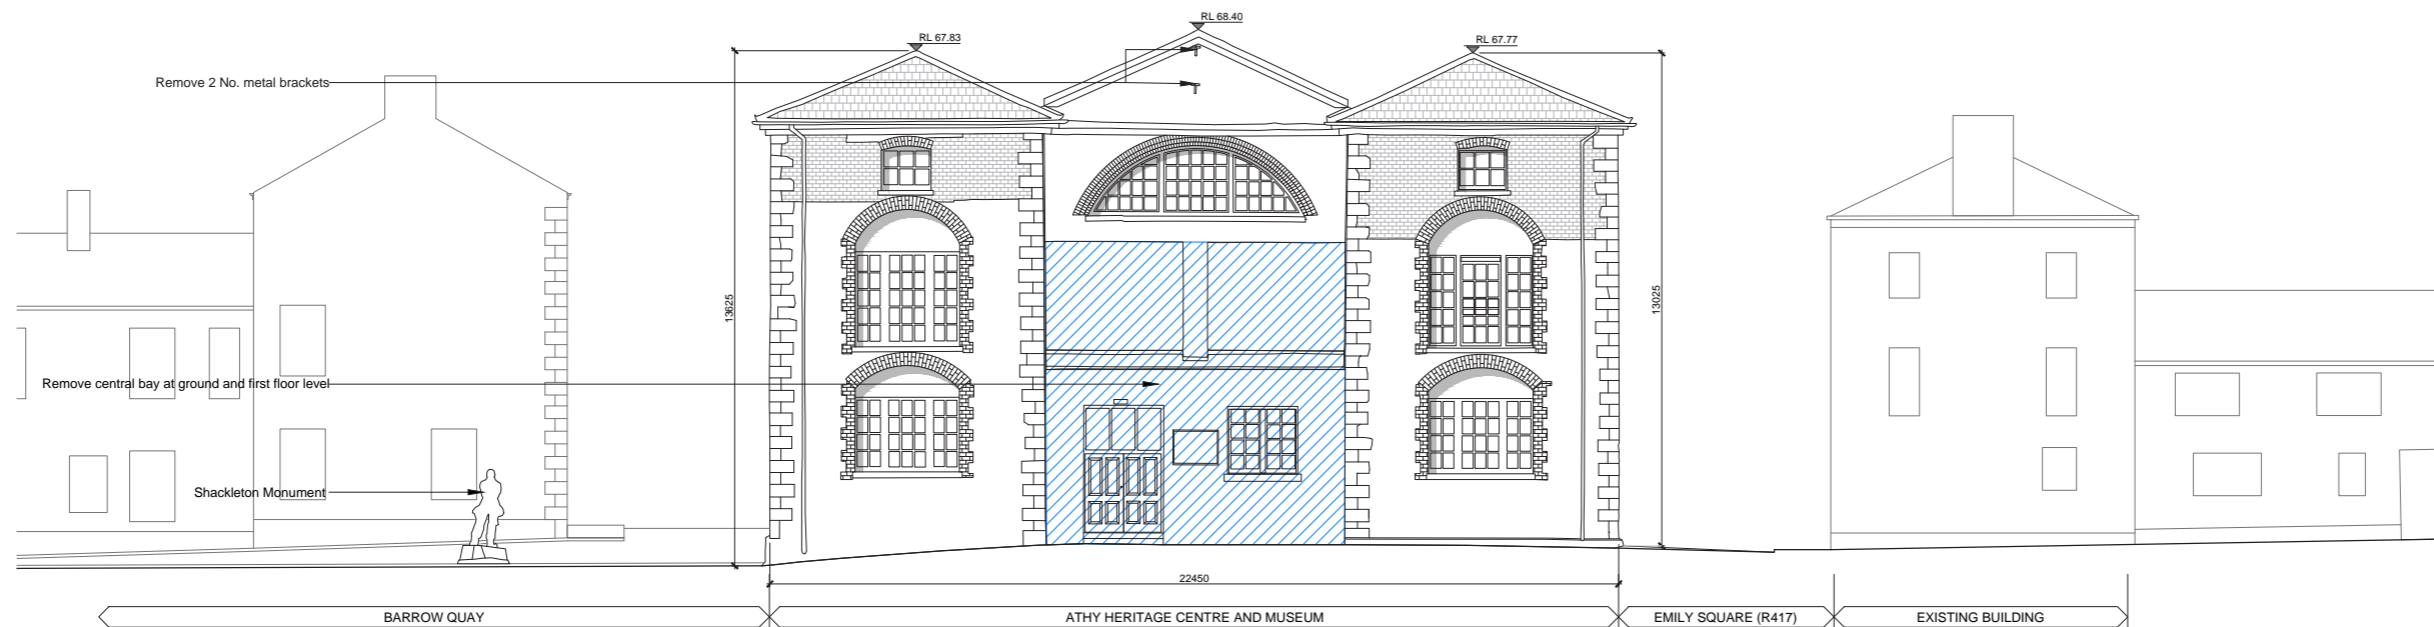 RL 68.40
RL 67.83
RL 67.77
Remove 2 No. metal brackets
13625
13025
Remove central bay at ground and first floor level
Shackleton Monument
22450
BARROW QUAY
ATHY HERITAGE CENTRE AND MUSEUM
EMILY SQUARE (R417)
EXISTING BUILDING